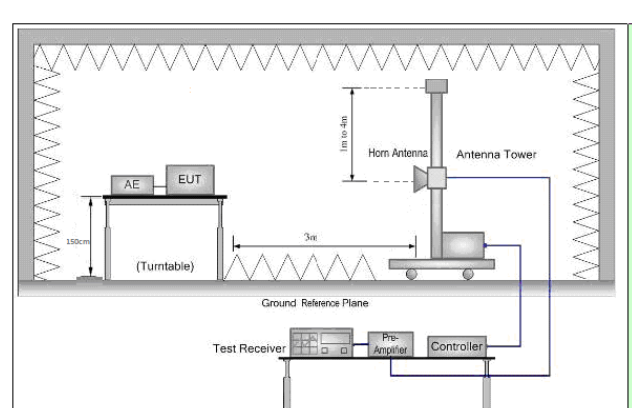 1m to 4m
Horn Antenna
Antenna Tower
AE
EUT
150cm
3m
(Turntable)
Ground Reference Plane
Test Receiver
Pre-
Amplifier
Controller